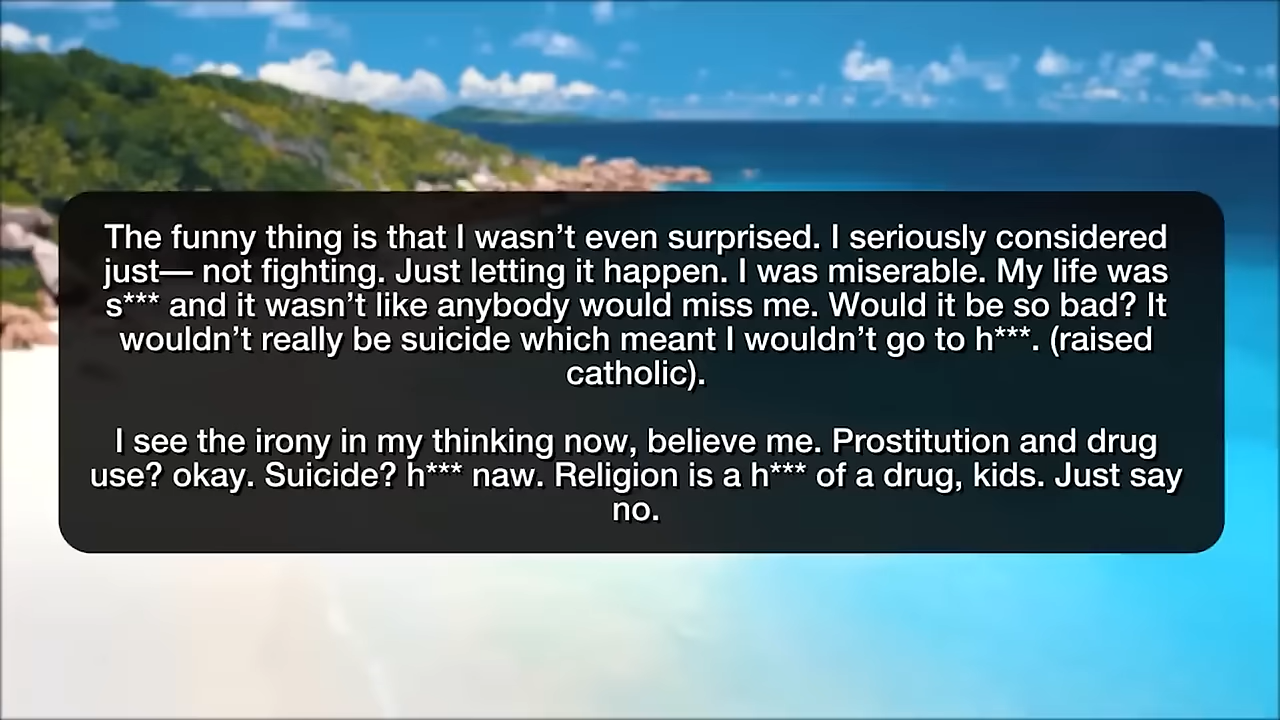 The funny thing is that I wasn’t even surprised. I seriously considered
just— not fighting. Just letting it happen. I was miserable. My life was
s*** and it wasn’t like anybody would miss me. Would it be so bad? It
wouldn’t really be suicide which meant I wouldn’t go to h***. (raised
catholic).
I see the irony in my thinking now, believe me. Prostitution and drug
use? okay. Suicide? h*** naw. Religion is a h*** of a drug, kids. Just say
no.